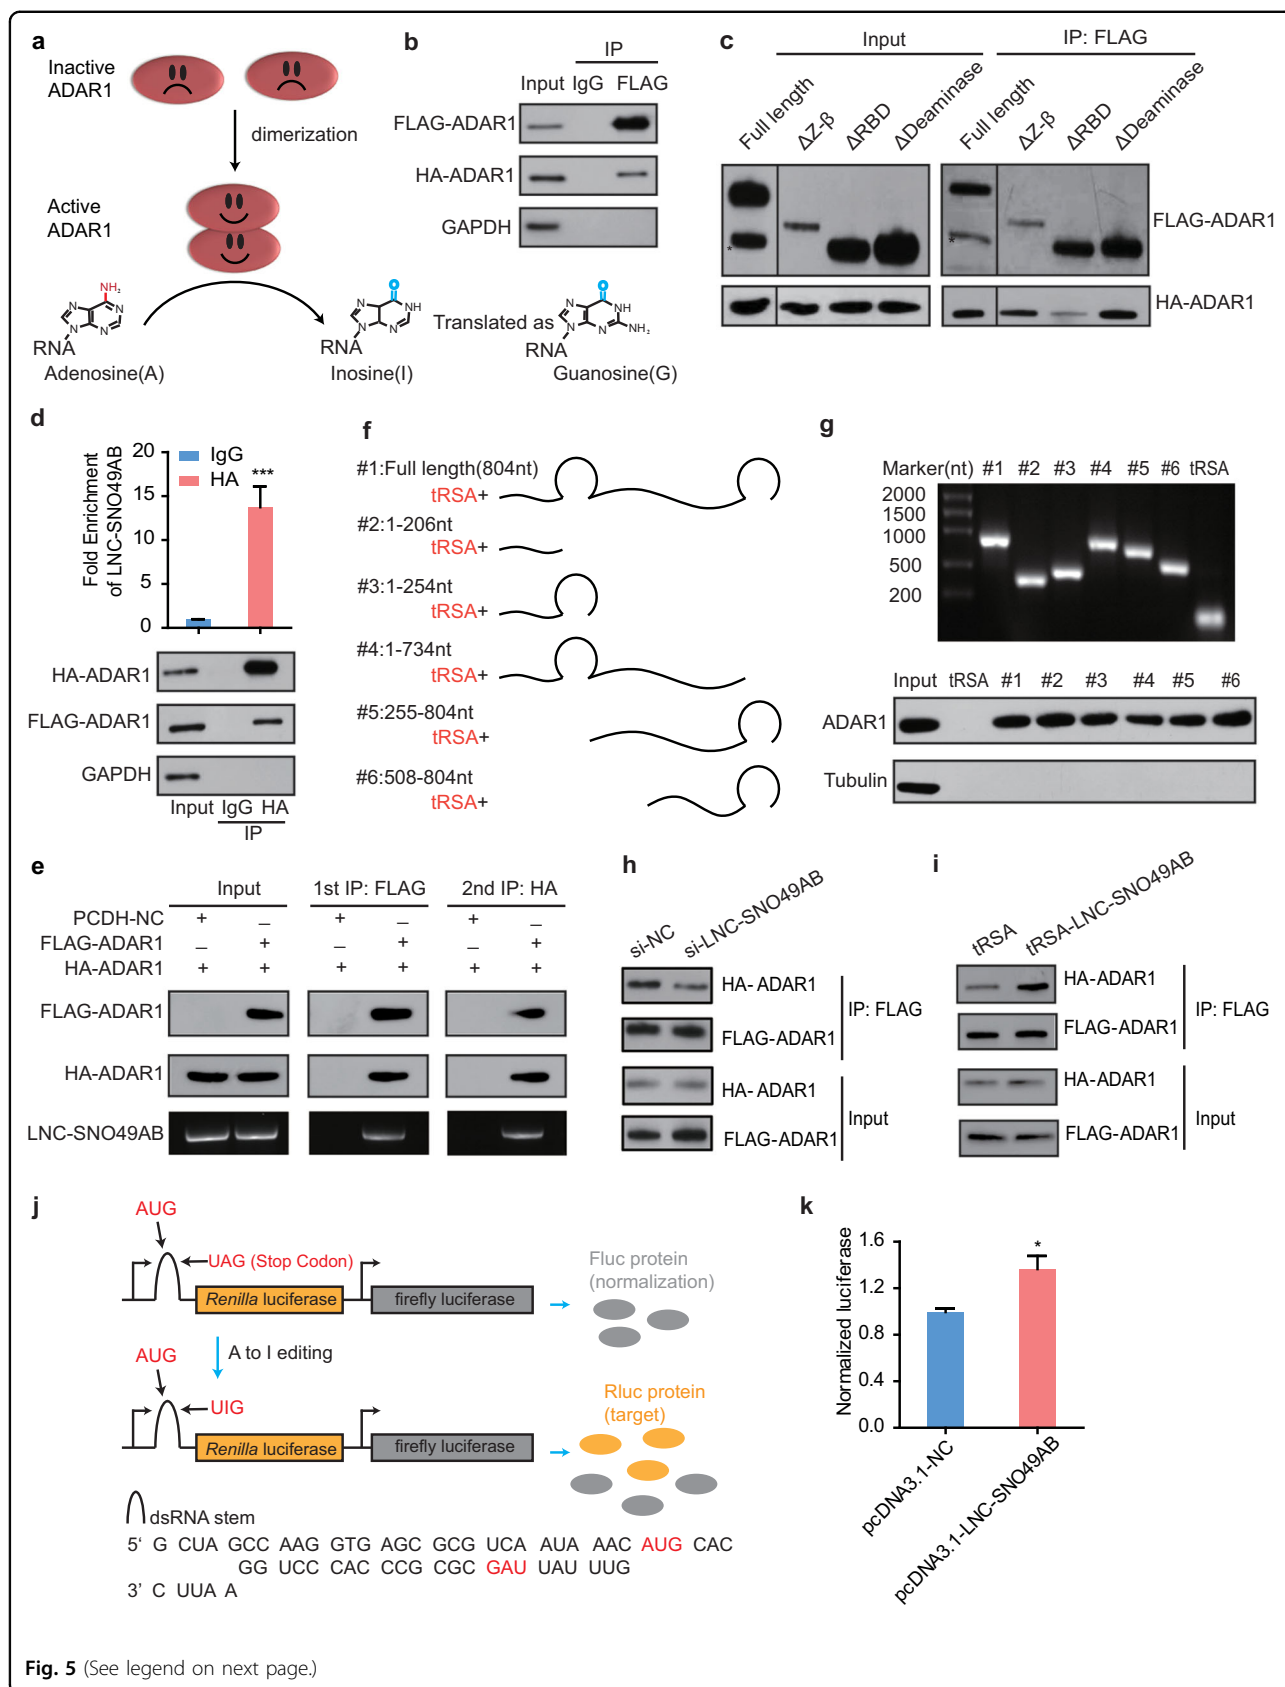 a
Inactive
ADAR1
dimerization
Active
ADAR1
NH₂
N
N
N
N
RNA
Adenosine(A)
O
N
NH
N
N
RNA
Inosine(I)
Translated as
O
N
NH
N
N
NH₂
RNA
Guanosine(G)
b
IP
Input IgG FLAG
FLAG-ADAR1
HA-ADAR1
GAPDH
c
Input
IP: FLAG
Full length
ΔZ-β
ΔRBD
ΔDeaminase
Full length
ΔZ-β
ΔRBD
ΔDeaminase
*
*
FLAG-ADAR1
HA-ADAR1
d
Fold Enrichment
of LNC-SNO49AB
20
15
10
5
0
IgG
HA
***
HA-ADAR1
FLAG-ADAR1
GAPDH
Input IgG HA
IP
e
Input
1st IP: FLAG
2nd IP: HA
PCDH-NC + _ + _ + _
FLAG-ADAR1 _ + _ + _ +
HA-ADAR1 + + + + + +
FLAG-ADAR1
HA-ADAR1
LNC-SNO49AB
f
#1:Full length(804nt)
tRSA+
#2:1-206nt
tRSA+
#3:1-254nt
tRSA+
#4:1-734nt
tRSA+
#5:255-804nt
tRSA+
#6:508-804nt
tRSA+
g
Marker(nt) #1 #2 #3 #4 #5 #6 tRSA
2000
1500
1000
500
200
Input tRSA #1 #2 #3 #4 #5 #6
ADAR1
Tubulin
h
si-NC
si-LNC-SNO49AB
HA-ADAR1
FLAG-ADAR1
IP: FLAG
HA-ADAR1
FLAG-ADAR1
Input
i
tRSA
tRSA-LNC-SNO49AB
HA-ADAR1
FLAG-ADAR1
IP: FLAG
HA-ADAR1
FLAG-ADAR1
Input
j
AUG
UAG (Stop Codon)
Renilla luciferase
firefly luciferase
Fluc protein
(normalization)
A to I editing
AUG
UIG
Renilla luciferase
firefly luciferase
Rluc protein
(target)
dsRNA stem
5‘ G CUA GCC AAG GTG AGC GCG UCA AUA AAC AUG CAC
GG UCC CAC CCG CGC GAU UAU UUG
3’ C UUA A
k
Normalized luciferase
1.6
1.2
0.8
0.4
0.0
*
pcDNA3.1-NC
pcDNA3.1-LNC-SNO49AB
Fig. 5 (See legend on next page.)